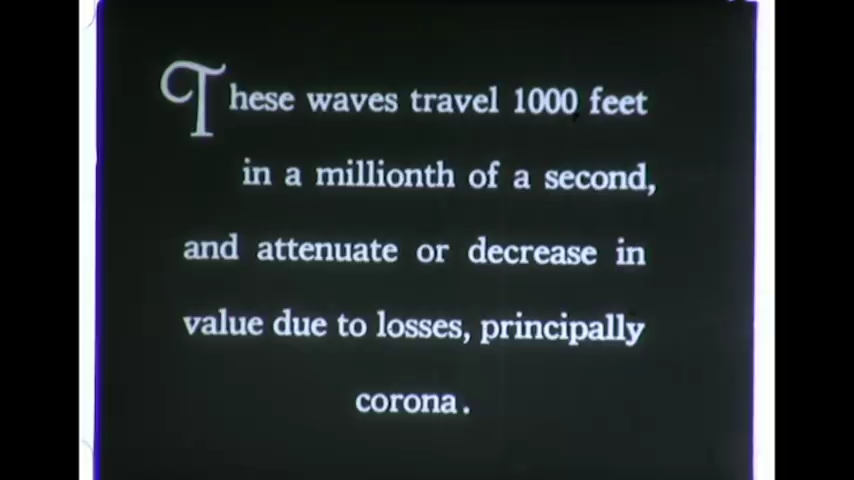 These waves travel 1000 feet
in a millionth of a second,
and attenuate or decrease in
value due to losses, principally
corona.